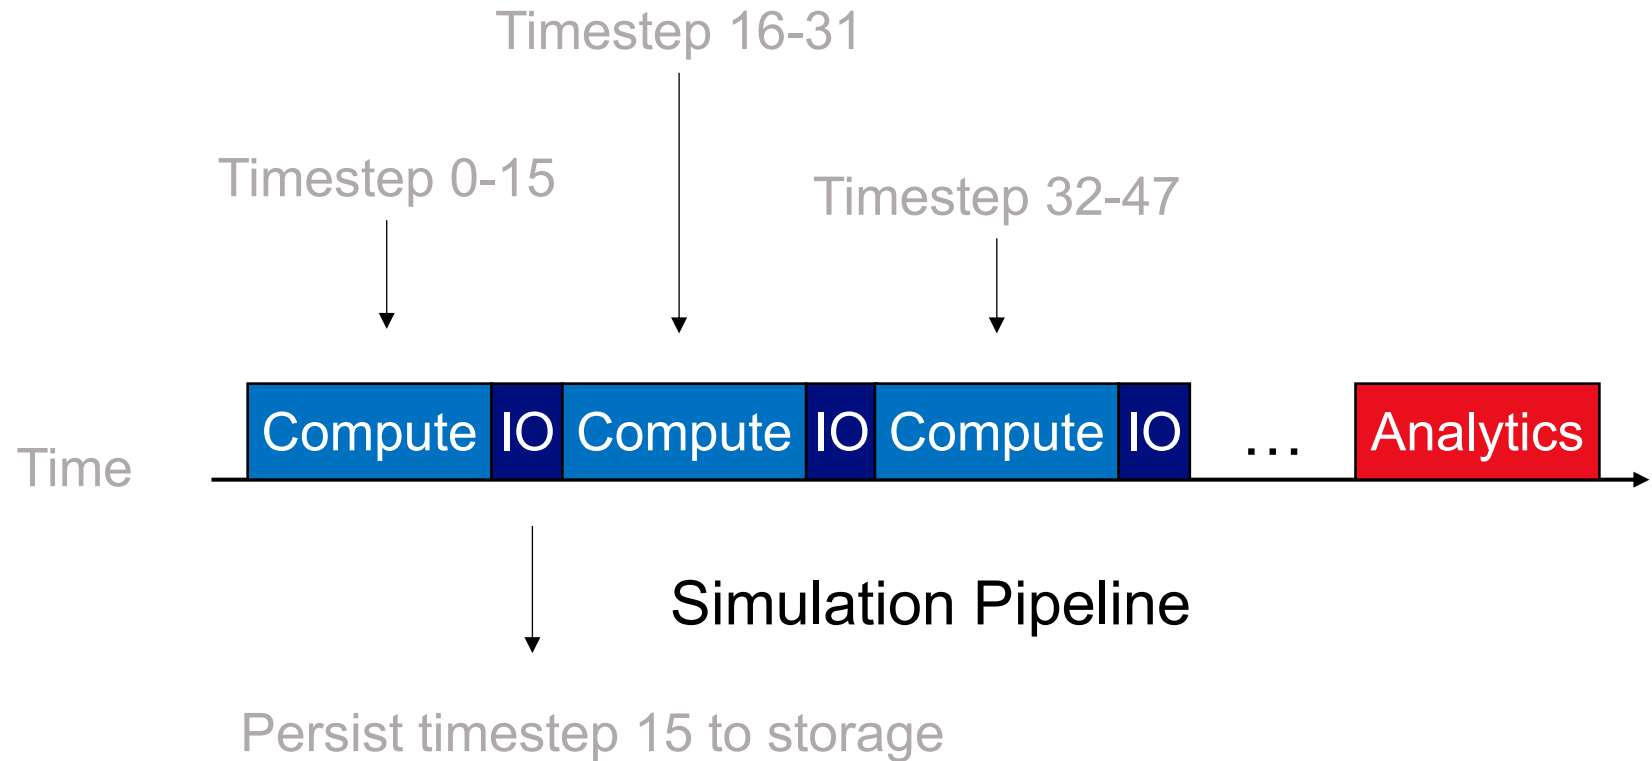 Timestep 16-31
Timestep 0-15
Timestep 32-47
Compute IO Compute IO Compute IO ... Analytics
Time
Simulation Pipeline
Persist timestep 15 to storage